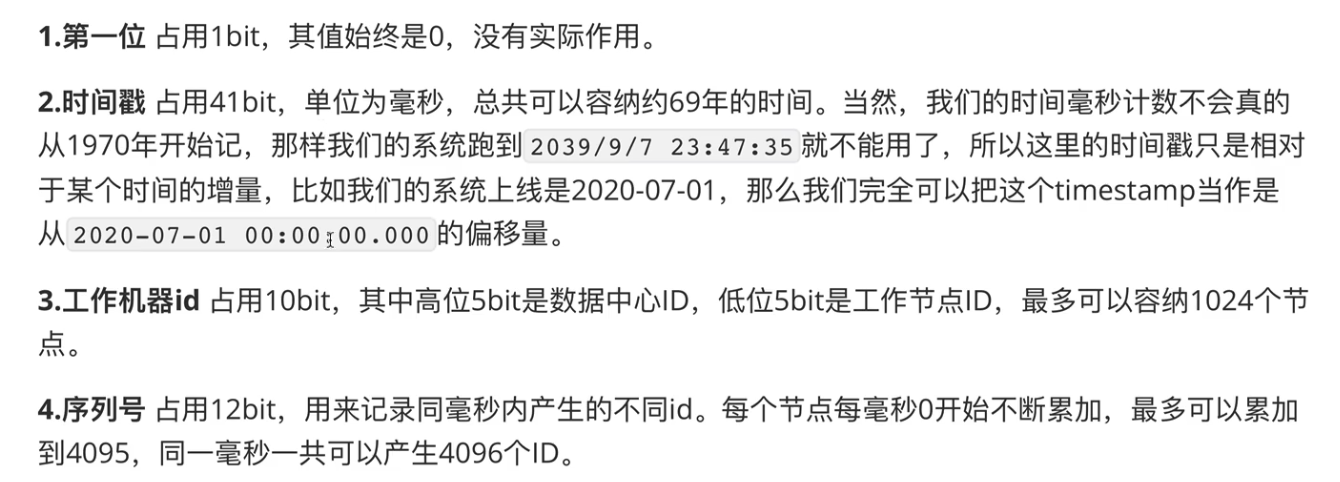 1.第一位 占用1bit，其值始终是0，没有实际作用。
2.时间戳 占用41bit，单位为毫秒，总共可以容纳约69年的时间。当然，我们的时间毫秒计数不会真的
从1970年开始记，那样我们的系统跑到 2039/9/7 23:47:35 就不能用了，所以这里的时间戳只是相对
于某个时间的增量，比如我们的系统上线是2020-07-01，那么我们完全可以把这个timestamp当作是
从 2020-07-01 00:00:00.000 的偏移量。
3.工作机器id 占用10bit，其中高位5bit是数据中心ID，低位5bit是工作节点ID，最多可以容纳1024个节
点。
4.序列号 占用12bit，用来记录同毫秒内产生的不同id。每个节点每毫秒0开始不断累加，最多可以累加
到4095，同一毫秒一共可以产生4096个ID。